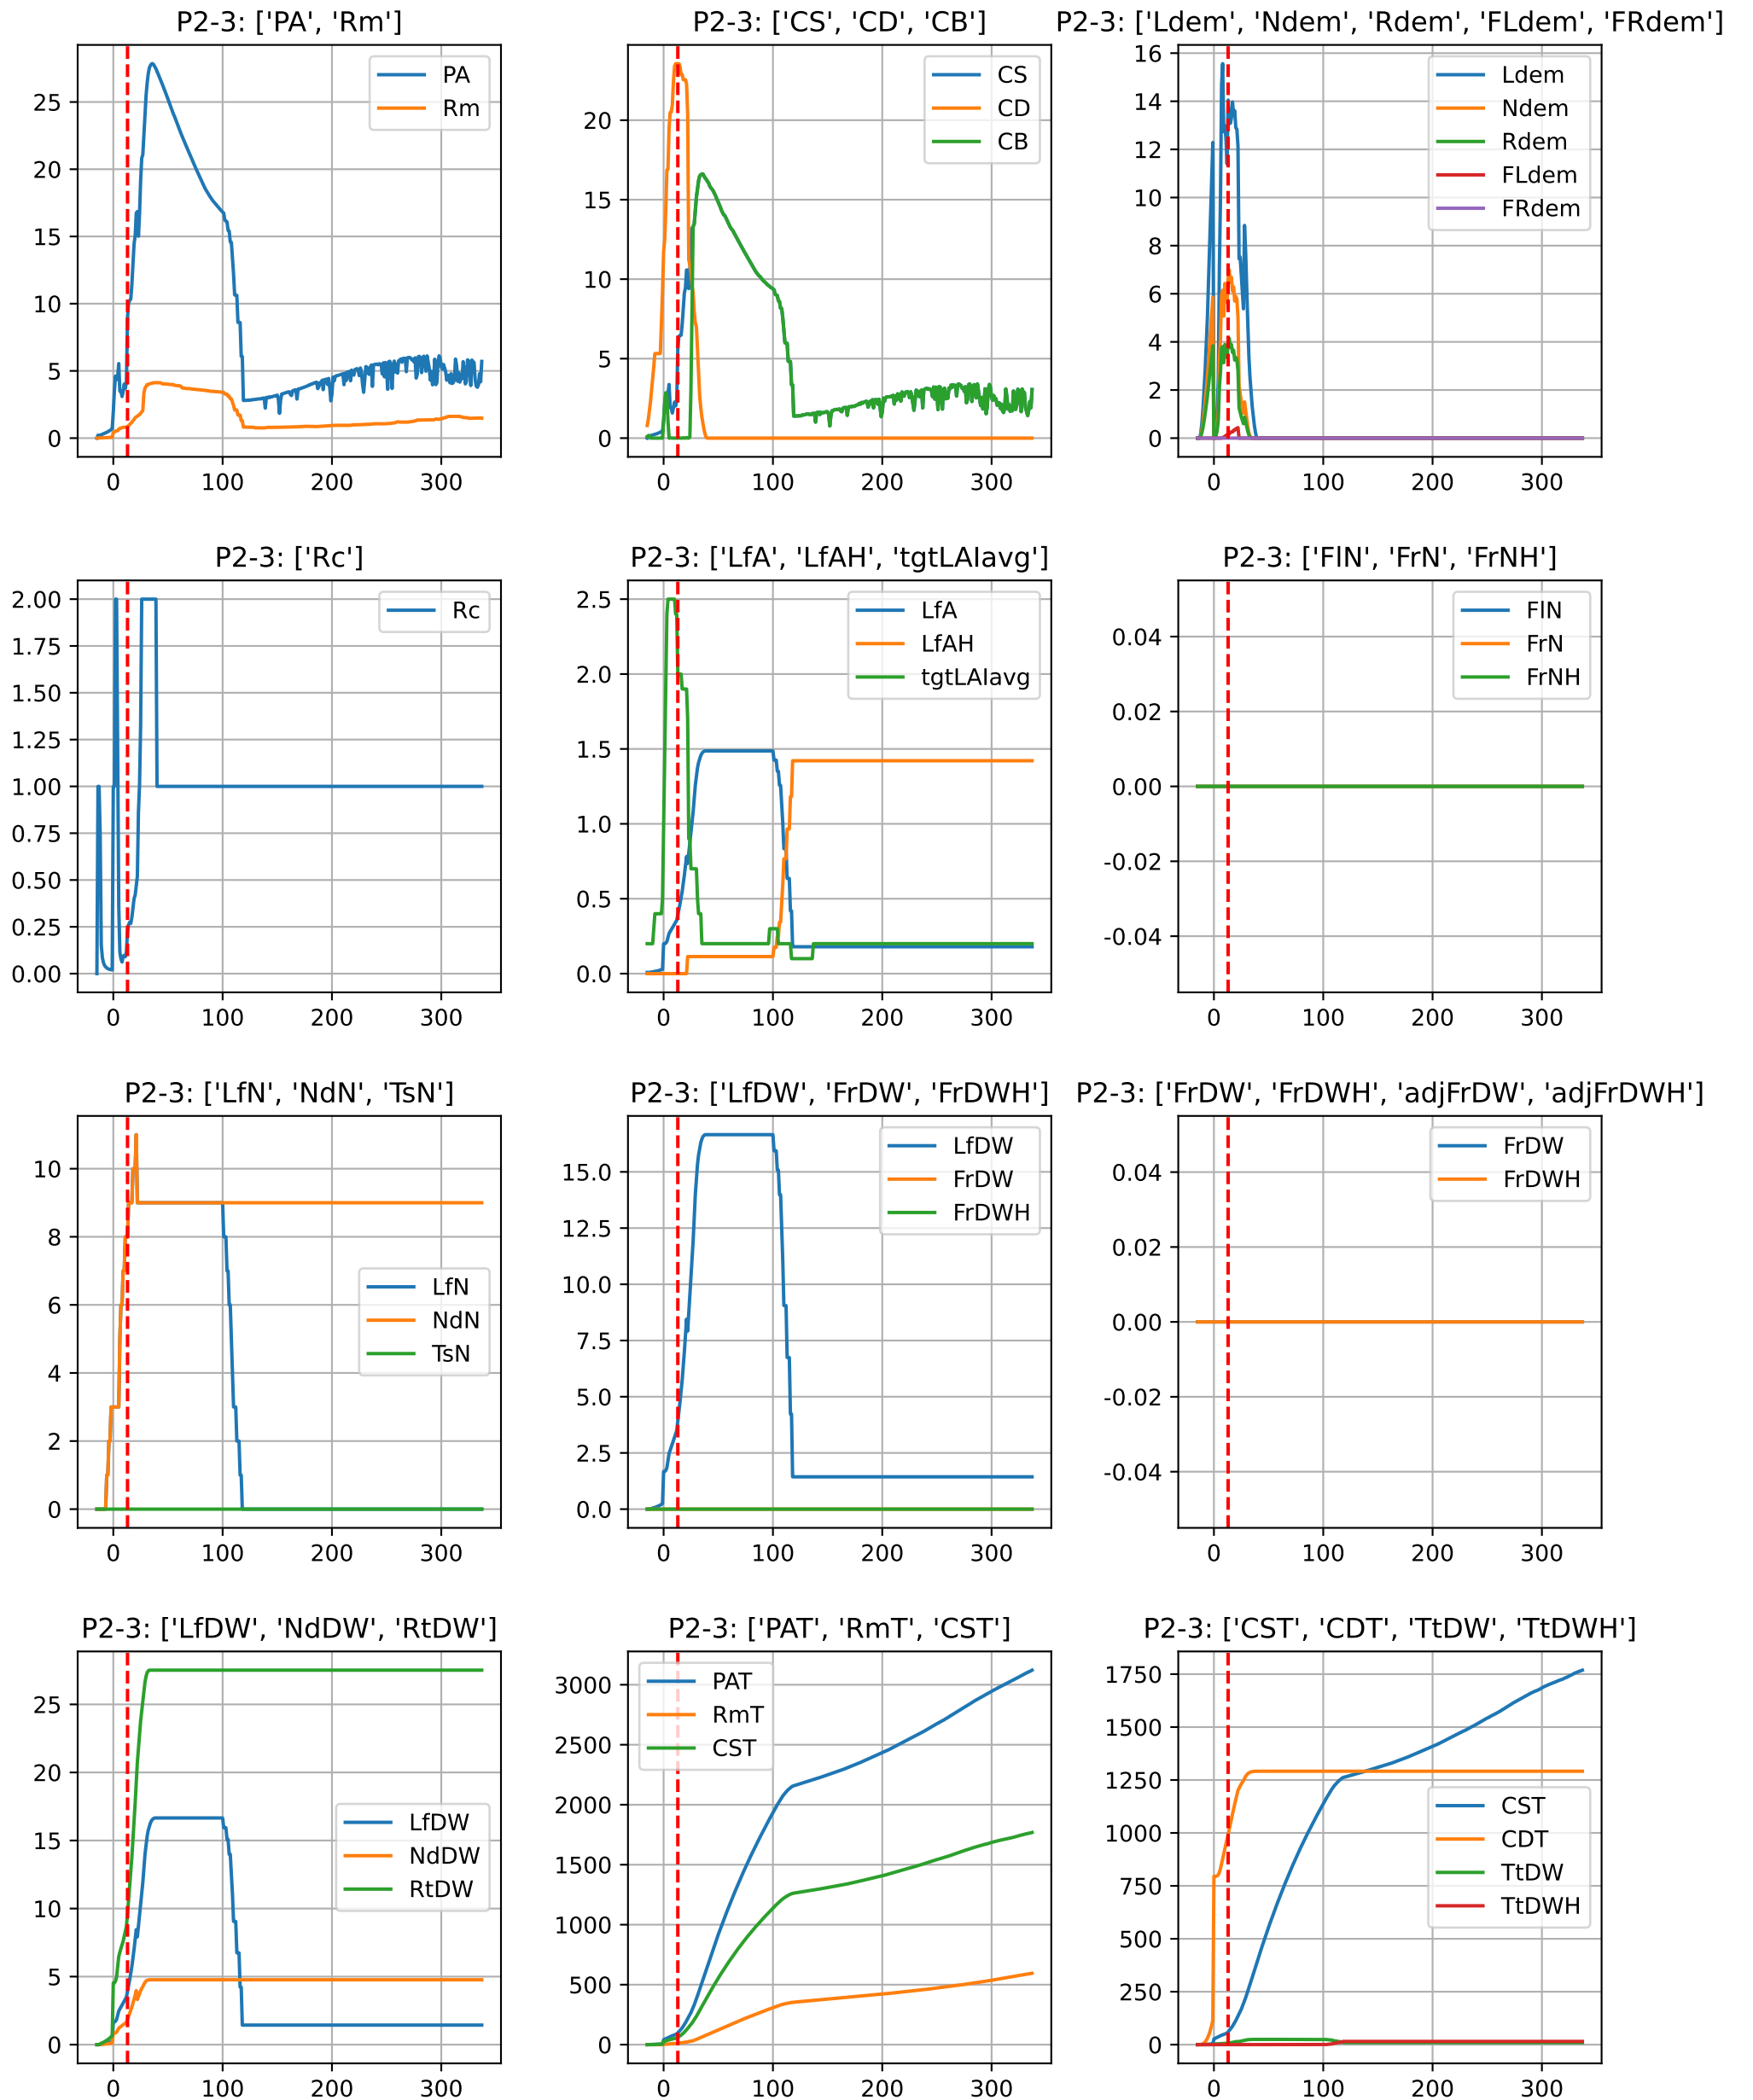 P2-3: ['PA', 'Rm']
25
20
15
10
5
0
0 100 200 300
PA
Rm
P2-3: ['CS', 'CD', 'CB']
20
15
10
5
0
0 100 200 300
CS
CD
CB
P2-3: ['Ldem', 'Ndem', 'Rdem', 'FLdem', 'FRdem']
16
14
12
10
8
6
4
2
0
0 100 200 300
Ldem
Ndem
Rdem
FLdem
FRdem
P2-3: ['Rc']
2.00
1.75
1.50
1.25
1.00
0.75
0.50
0.25
0.00
0 100 200 300
Rc
P2-3: ['LfA', 'LfAH', 'tgtLAIavg']
2.5
2.0
1.5
1.0
0.5
0.0
0 100 200 300
LfA
LfAH
tgtLAIavg
P2-3: ['FlN', 'FrN', 'FrNH']
0.04
0.02
0.00
-0.02
-0.04
0 100 200 300
FlN
FrN
FrNH
P2-3: ['LfN', 'NdN', 'TsN']
10
8
6
4
2
0
0 100 200 300
LfN
NdN
TsN
P2-3: ['LfDW', 'FrDW', 'FrDWH']
15.0
12.5
10.0
7.5
5.0
2.5
0.0
0 100 200 300
LfDW
FrDW
FrDWH
P2-3: ['FrDW', 'FrDWH', 'adjFrDW', 'adjFrDWH']
0.04
0.02
0.00
-0.02
-0.04
0 100 200 300
FrDW
FrDWH
P2-3: ['LfDW', 'NdDW', 'RtDW']
25
20
15
10
5
0
0 100 200 300
LfDW
NdDW
RtDW
P2-3: ['PAT', 'RmT', 'CST']
3000
2500
2000
1500
1000
500
0
0 100 200 300
PAT
RmT
CST
P2-3: ['CST', 'CDT', 'TtDW', 'TtDWH']
1750
1500
1250
1000
750
500
250
0
0 100 200 300
CST
CDT
TtDW
TtDWH